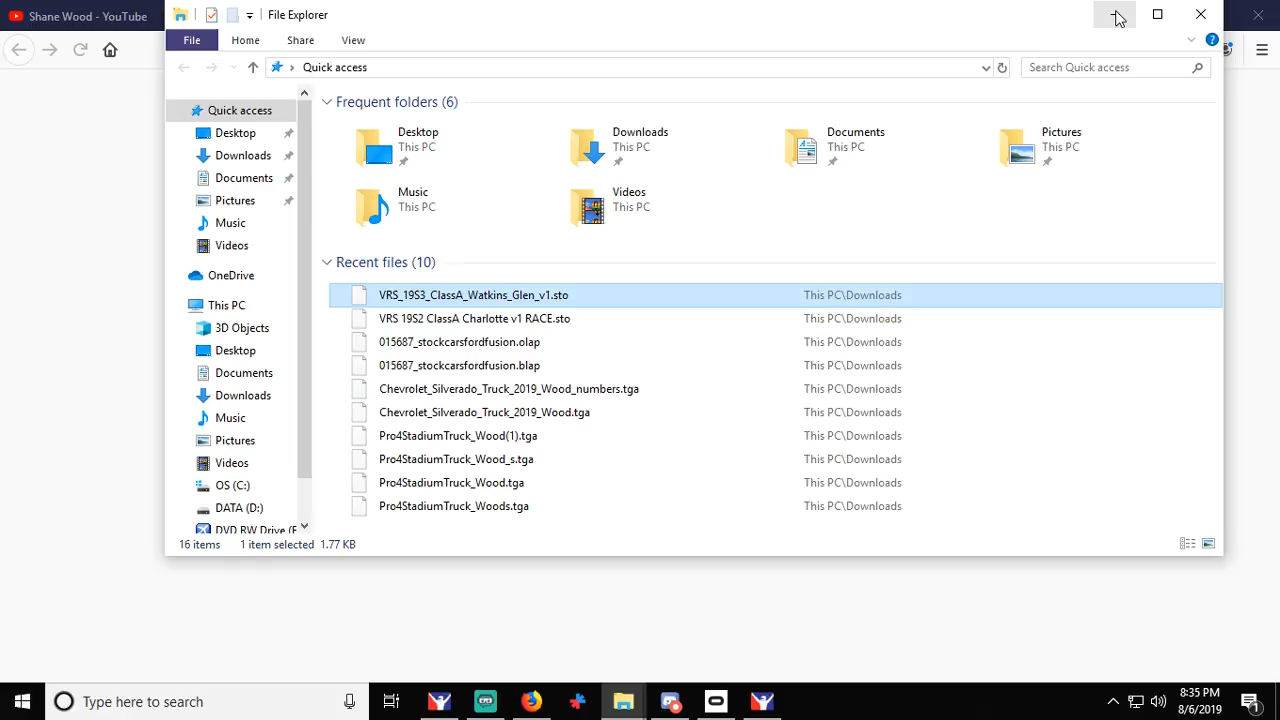 Shane Wood - YouTube
File Explorer
File
Home
Share
View
Quick access
Search Quick access
Quick access
Desktop
Downloads
Documents
Pictures
Music
Videos
OneDrive
This PC
3D Objects
Desktop
Documents
Downloads
Music
Pictures
Videos
OS (C:)
DATA (D:)
DVD RW Drive (F
Frequent folders (6)
Desktop
This PC
Downloads
This PC
Documents
This PC
Pictures
This PC
Music
This PC
Videos
This PC
Recent files (10)
VRS_19S3_ClassA_Watkins_Glen_v1.sto This PC\Downloads
VRS 19S2 ClassA Charlotte v1 RACE.sto This PC\Downloads
015687_stockcarsfordfusion.olap This PC\Downloads
015687_stockcarsfordfusion.blap This PC\Downloads
Chevrolet_Silverado_Truck_2019_Wood_numbers.tga This PC\Downloads
Chevrolet_Silverado_Truck_2019_Wood.tga This PC\Downloads
Pro4StadiumTruck_Wood(1).tga This PC\Downloads
Pro4StadiumTruck_Wood_s.tga This PC\Downloads
Pro4StadiumTruck_Wood.tga This PC\Downloads
Pro4StadiumTruck_Woods.tga This PC\Downloads
16 items 1 item selected 1.77 KB
Type here to search
8:35 PM
8/6/2019
1